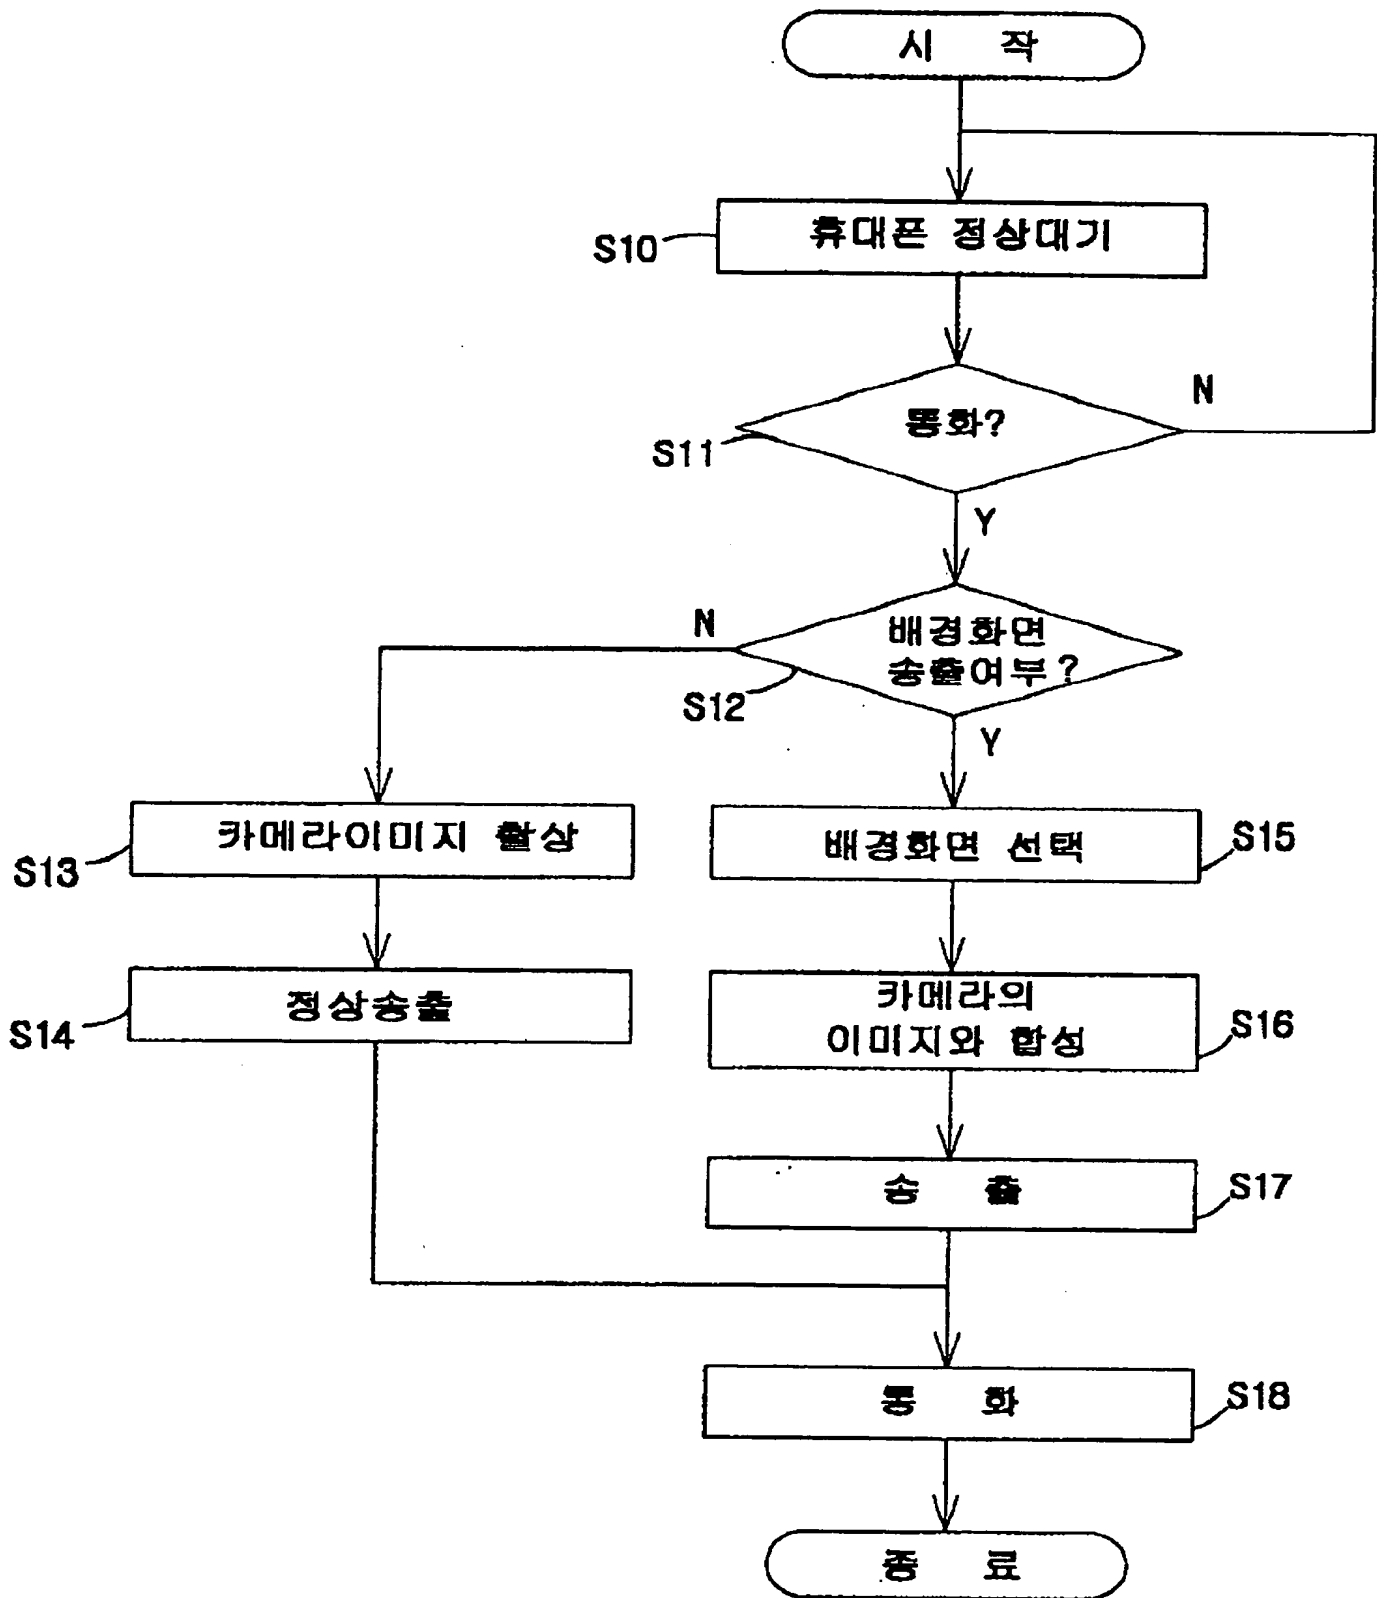 시 작
S10
휴대폰 정상대기
S11
통화?
N
Y
S12
배경화면
송출여부?
N
Y
S13
카메라이미지 촬상
S14
정상송출
배경화면 선택
S15
카메라의
이미지와 합성
S16
송 출
S17
통 화
S18
종 료